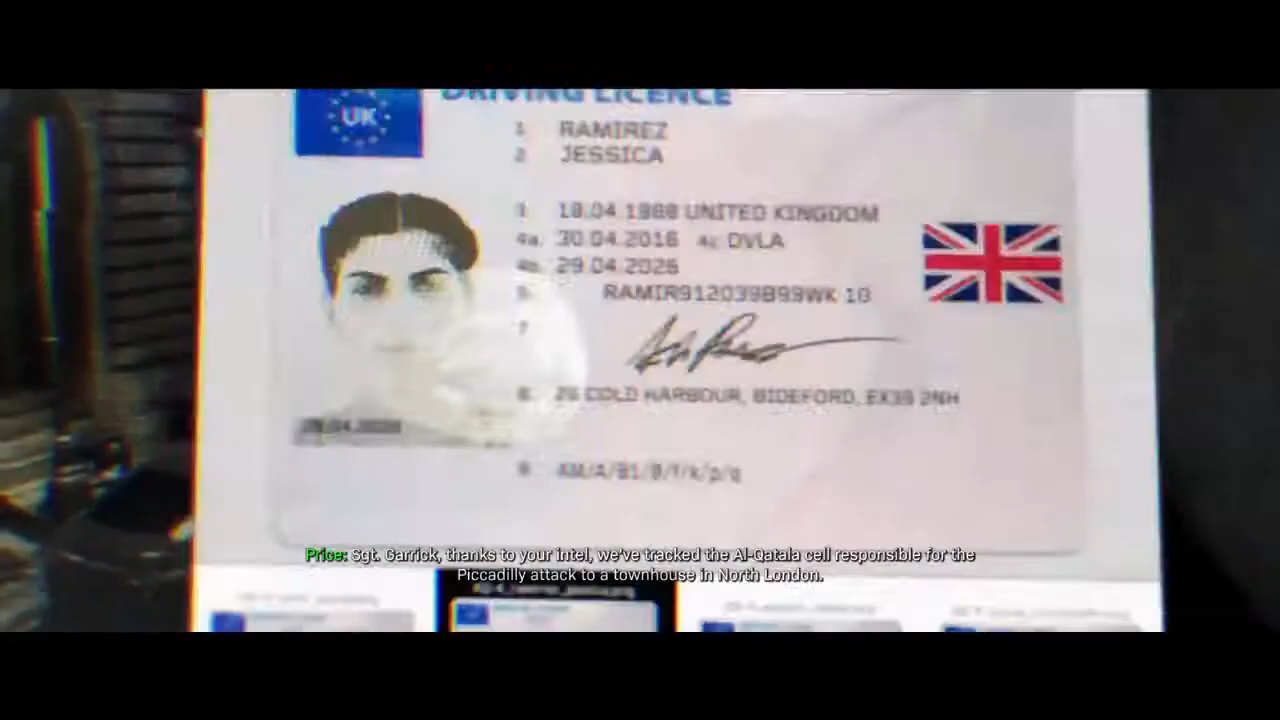 DRIVING LICENCE
UK
1 RAMIREZ
2 JESSICA
3 18.04 1988 UNITED KINGDOM
4a. 30.04.2016 4c DVLA
4b 29.04.2026
5 RAMIR912039B99WK 10
7
8 26 COLD HARBOUR, BIDEFORD, EX39 2NH
9 AM/A/B1/B/f/k/p/q
Price: Sgt. Garrick, thanks to your intel, we've tracked the Al-Qatala cell responsible for the
Piccadilly attack to a townhouse in North London.